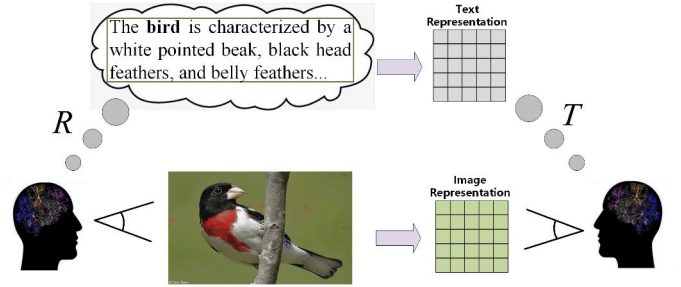 Text
Representation
The bird is characterized by a
white pointed beak, black head
feathers, and belly feathers...
R
T
Image
Representation